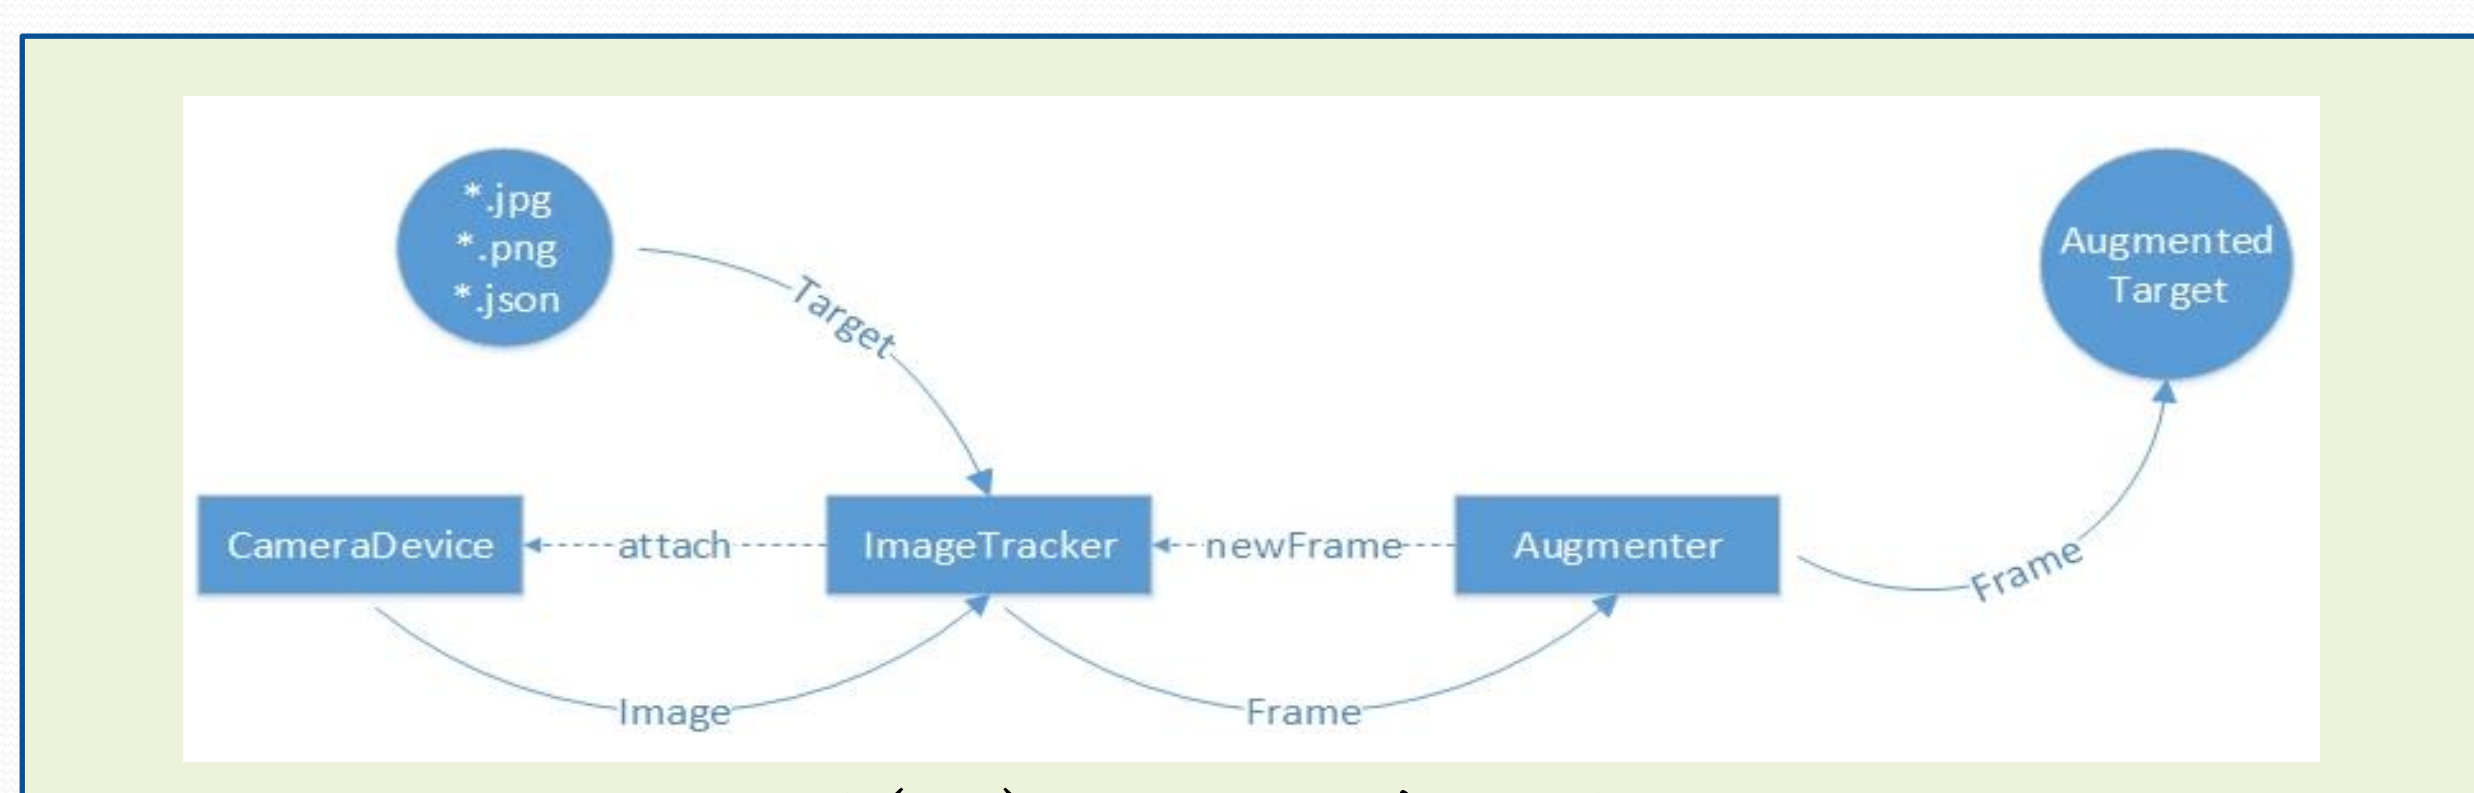 *.jpg
*.png
*.json
Target
Augmented
Target
CameraDevice
attach
ImageTracker
newFrame
Augmenter
Frame
Image
Frame